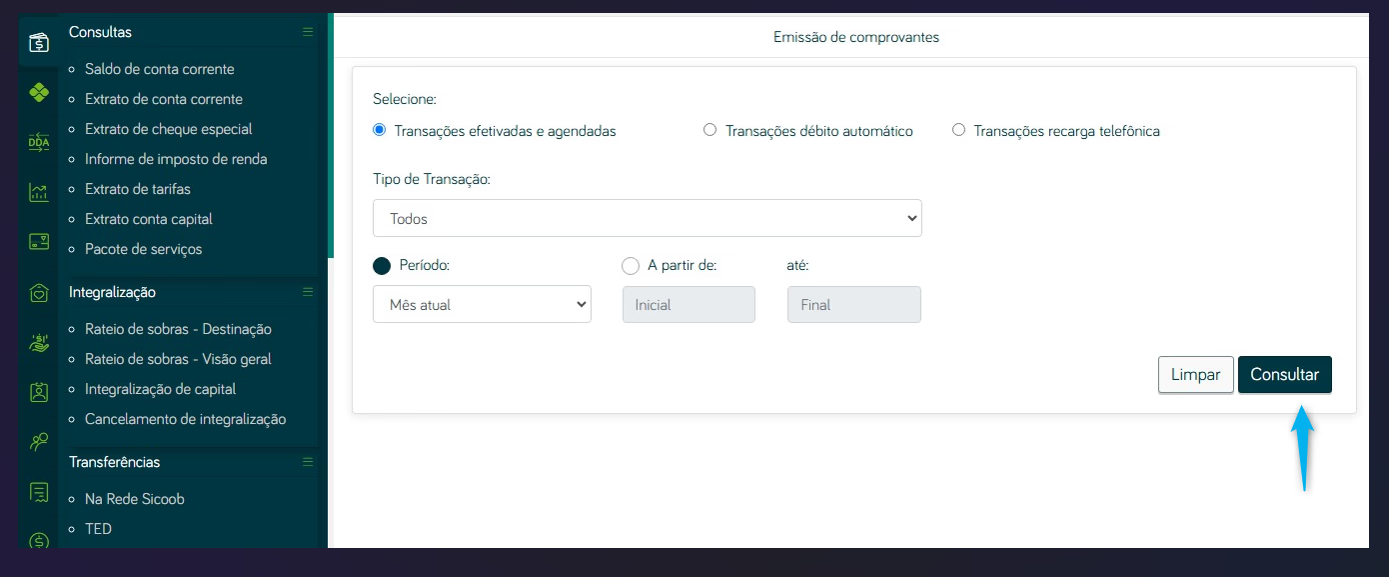 Consultas
Saldo de conta corrente
Extrato de conta corrente
Extrato de cheque especial
Informe de imposto de renda
Extrato de tarifas
Extrato conta capital
Pacote de serviços
Integralização
Rateio de sobras - Destinação
Rateio de sobras - Visão geral
Integralização de capital
Cancelamento de integralização
Transferências
Na Rede Sicoob
TED
DDA
Emissão de comprovantes
Selecione:
Transações efetivadas e agendadas Transações débito automático Transações recarga telefônica
Tipo de Transação:
Todos
Período: A partir de: até:
Mês atual Inicial Final
Limpar Consultar